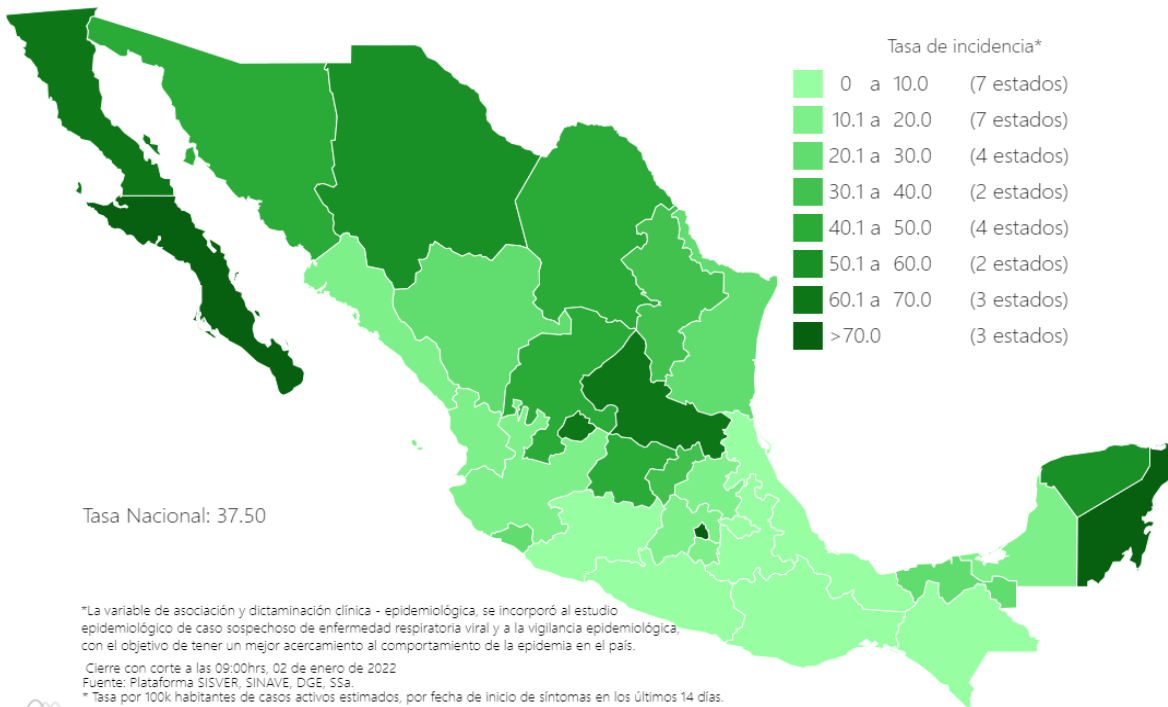 Tasa de incidencia*
0 a 10.0 (7 estados)
10.1 a 20.0 (7 estados)
20.1 a 30.0 (4 estados)
30.1 a 40.0 (2 estados)
40.1 a 50.0 (4 estados)
50.1 a 60.0 (2 estados)
60.1 a 70.0 (3 estados)
>70.0 (3 estados)
Tasa Nacional: 37.50
*La variable de asociación y dictaminación clínica - epidemiológica, se incorporó al estudio
epidemiológico de caso sospechoso de enfermedad respiratoria viral y a la vigilancia epidemiológica,
con el objetivo de tener un mejor acercamiento al comportamiento de la epidemia en el país.
Cierre con corte a las 09:00hrs, 02 de enero de 2022
Fuente: Plataforma SISVER, SINAVE, DGE, SSa.
* Tasa por 100k habitantes de casos activos estimados, por fecha de inicio de síntomas en los últimos 14 días.